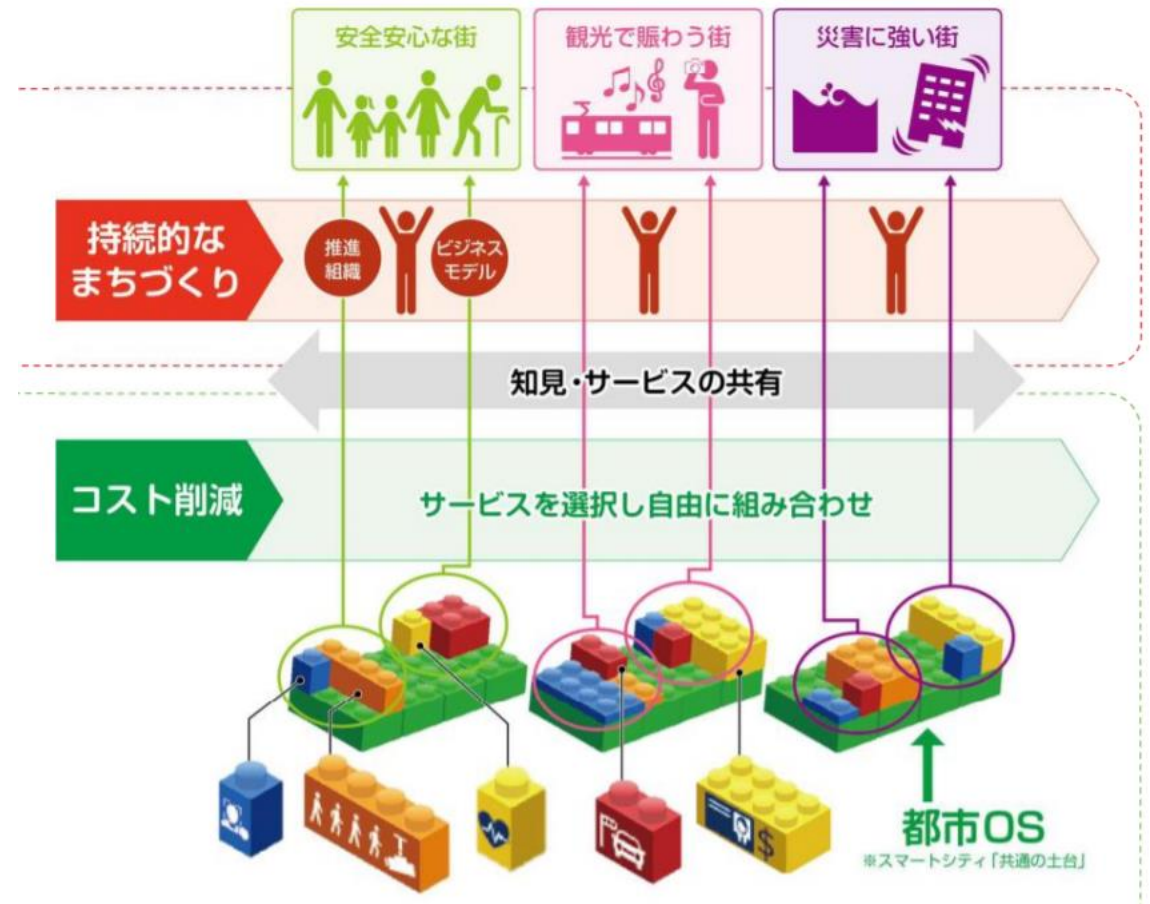 安全安心な街
観光で賑わう街
災害に強い街
持続的な
まちづくり
推進
組織
ビジネス
モデル
知見・サービスの共有
コスト削減
サービスを選択し自由に組み合わせ
$
都市OS
※スマートシティ「共通の土台」